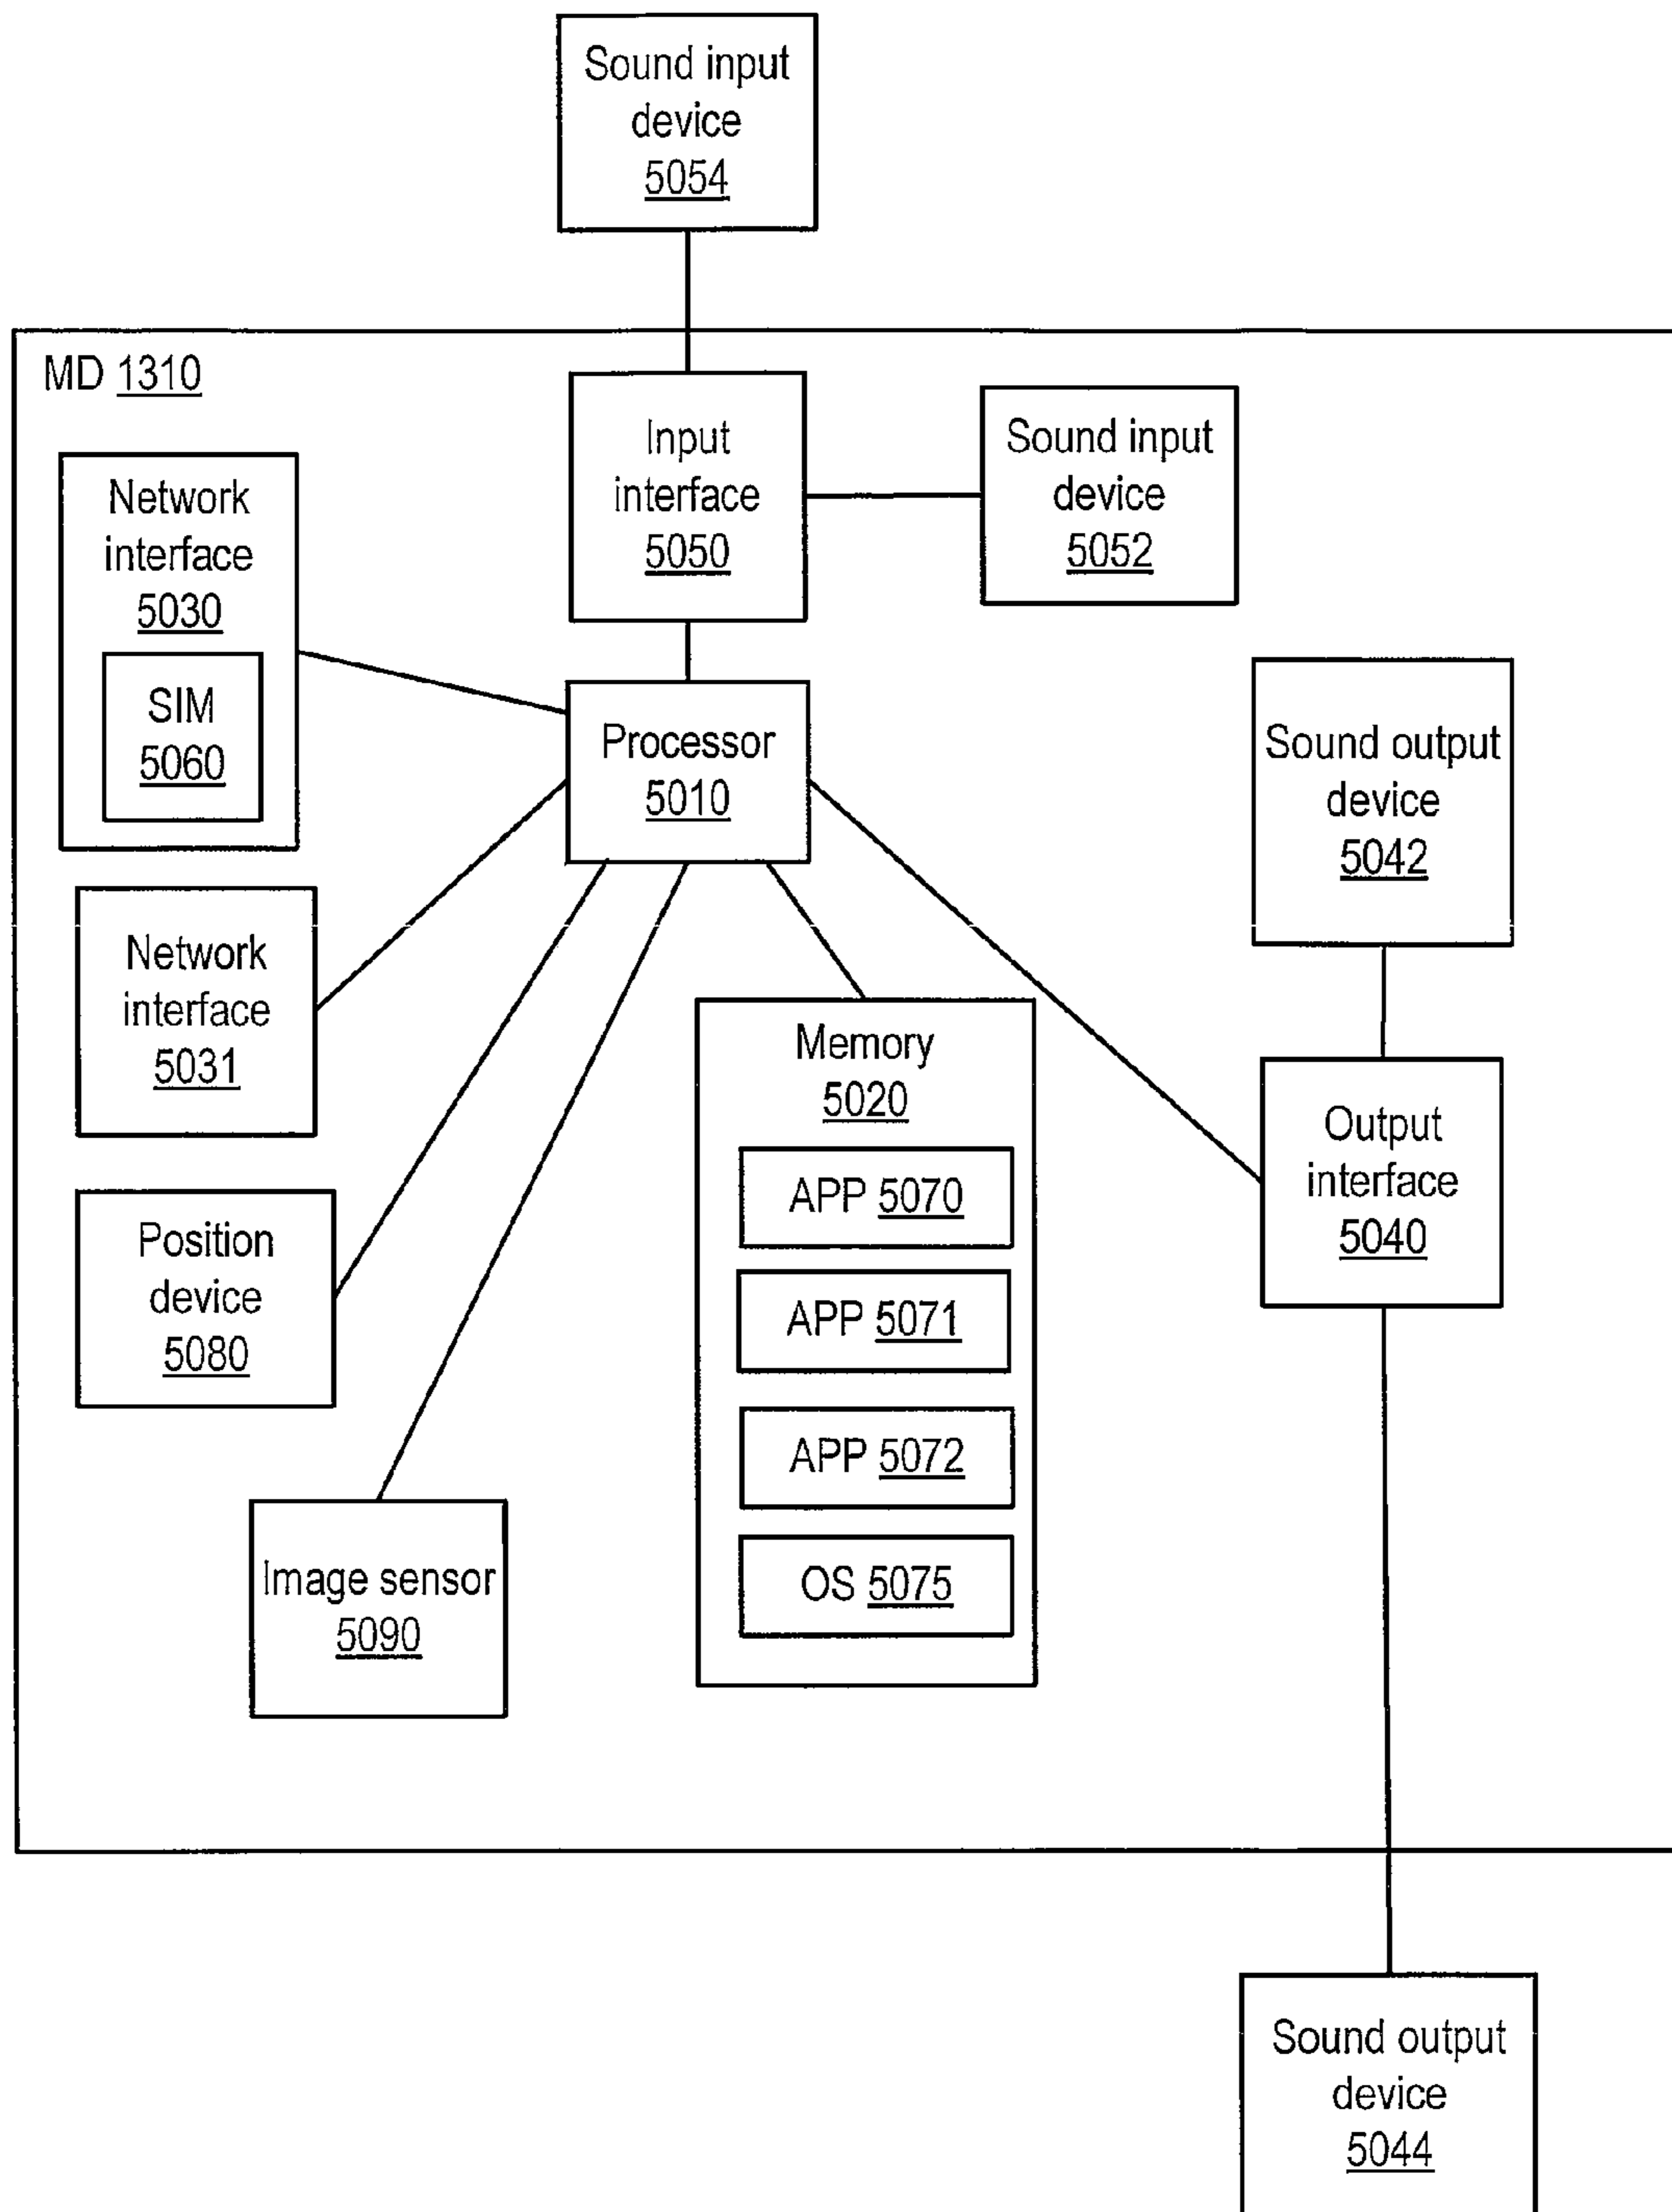 Sound input
device
5054
MD 1310
Input
interface
5050
Sound input
device
5052
Network
interface
5030
SIM
5060
Processor
5010
Sound output
device
5042
Network
interface
5031
Memory
5020
APP 5070
APP 5071
APP 5072
OS 5075
Output
interface
5040
Position
device
5080
Image sensor
5090
Sound output
device
5044